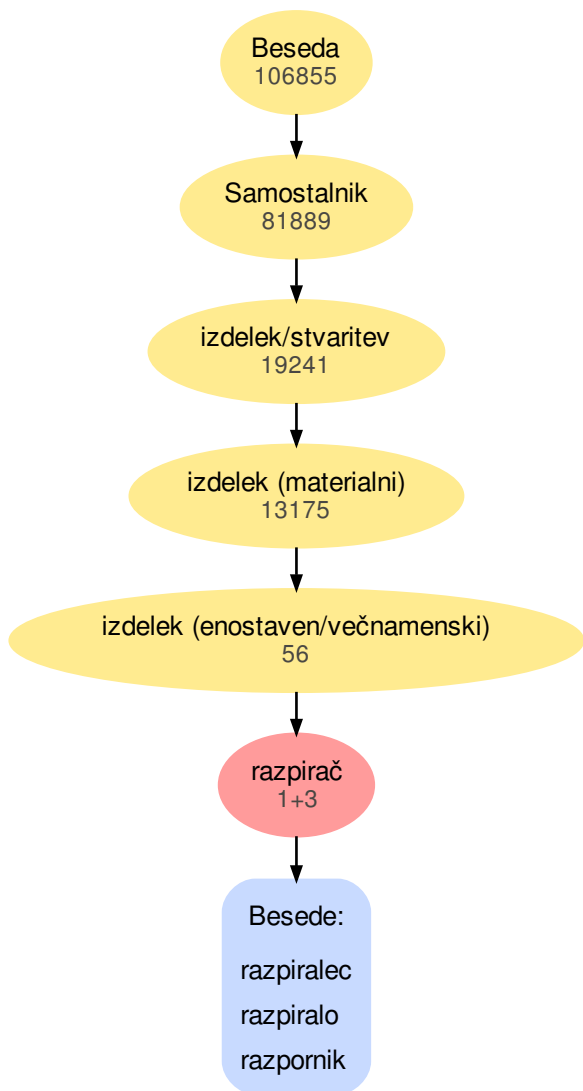 Beseda
106855
Samostalnik
81889
izdelek/stvaritev
19241
izdelek (materialni)
13175
izdelek (enostaven/večnamenski)
56
razpirač
1+3
Besede:
razpiralec
razpiralo
razpornik